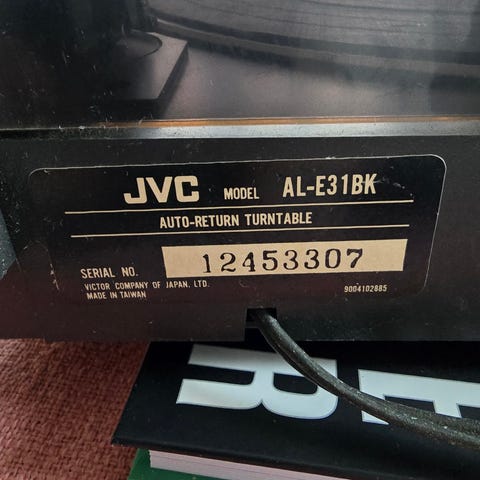 JVC MODEL AL-E31BK
AUTO-RETURN TURNTABLE
SERIAL NO. 12453307
VICTOR COMPANY OF JAPAN, LTD.
MADE IN TAIWAN 9004102885
ER